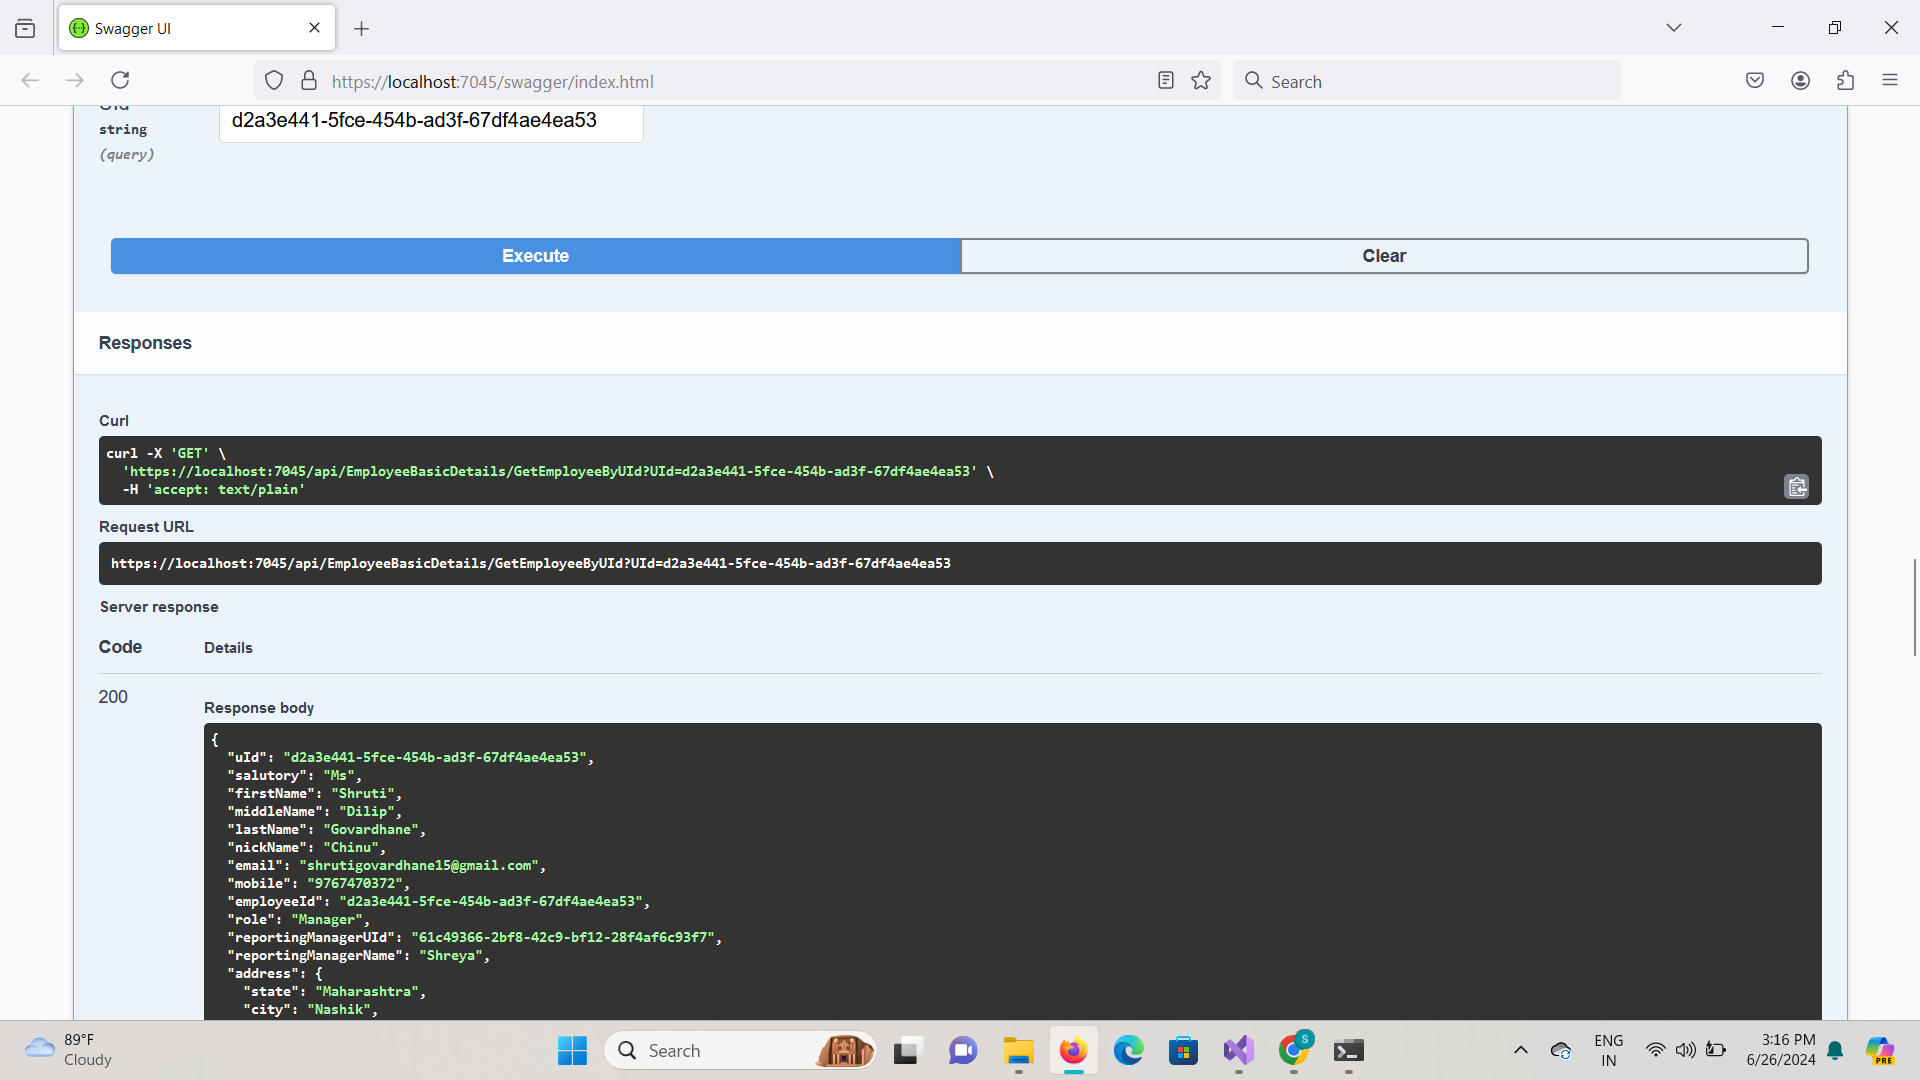 Swagger UI
https://localhost:7045/swagger/index.html
Search
string
(query)
d2a3e441-5fce-454b-ad3f-67df4ae4ea53
Execute
Clear
Responses
Curl
curl -X 'GET' \
'https://localhost:7045/api/EmployeeBasicDetails/GetEmployeeByUId?UId=d2a3e441-5fce-454b-ad3f-67df4ae4ea53' \
-H 'accept: text/plain'
Request URL
https://localhost:7045/api/EmployeeBasicDetails/GetEmployeeByUId?UId=d2a3e441-5fce-454b-ad3f-67df4ae4ea53
Server response
Code
Details
200
Response body
{
"uId": "d2a3e441-5fce-454b-ad3f-67df4ae4ea53",
"salutory": "Ms",
"firstName": "Shruti",
"middleName": "Dilip",
"lastName": "Govardhane",
"nickName": "Chinu",
"email": "shrutigovardhane15@gmail.com",
"mobile": "9767470372",
"employeeId": "d2a3e441-5fce-454b-ad3f-67df4ae4ea53",
"role": "Manager",
"reportingManagerUId": "61c49366-2bf8-42c9-bf12-28f4af6c93f7",
"reportingManagerName": "Shreya",
"address": {
"state": "Maharashtra",
"city": "Nashik",
89°F
Cloudy
Search
S
ENG
IN
3:16 PM
6/26/2024
PRE